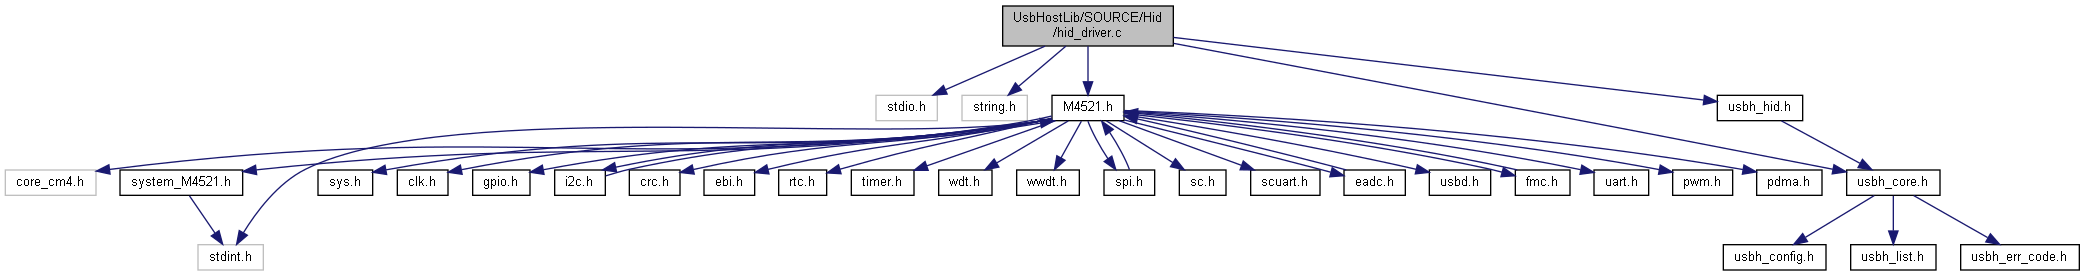 UsbHostLib/SOURCE/Hid
/hid_driver.c
stdio.h
string.h
M4521.h
usbh_hid.h
core_cm4.h
system_M4521.h
sys.h
clk.h
gpio.h
i2c.h
crc.h
ebi.h
rtc.h
timer.h
wdt.h
wwdt.h
spi.h
sc.h
scuart.h
eadc.h
usbd.h
fmc.h
uart.h
pwm.h
pdma.h
usbh_core.h
stdint.h
usbh_config.h
usbh_list.h
usbh_err_code.h